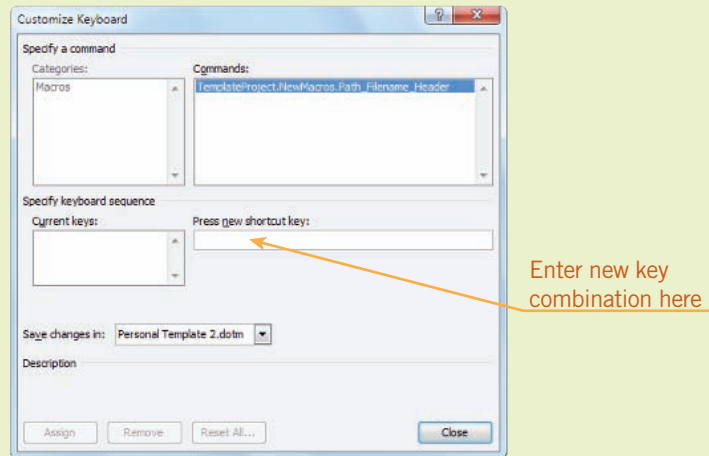 Customize Keyboard
Specify a command
Categories:
Commands:
Macros
TemplateProject.NewMacros.Path_Filename_Header
Specify keyboard sequence
Current keys:
Press new shortcut key:
Enter new key
combination here
Save changes in:
Personal Template 2.dotm
Description
Assign
Remove
Reset All...
Close